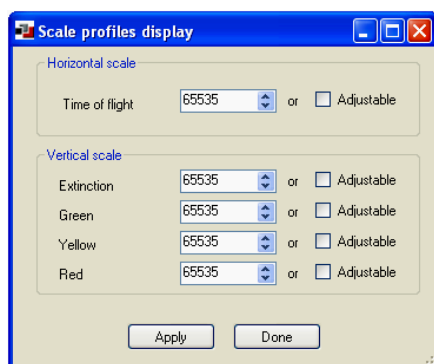 Scale profiles display
Horizontal scale
Time of flight 65535 or Adjustable
Vertical scale
Extinction 65535 or Adjustable
Green 65535 or Adjustable
Yellow 65535 or Adjustable
Red 65535 or Adjustable
Apply Done